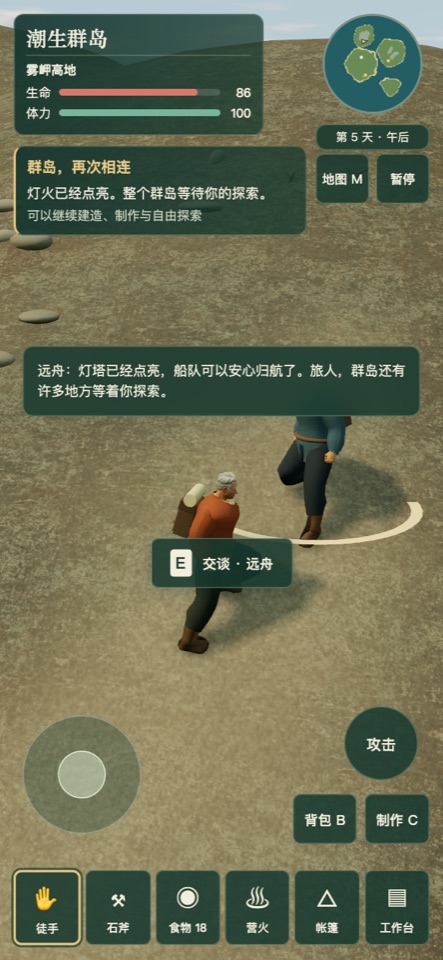 潮生群岛
雾岬高地
生命 86
体力 100
第 5 天 · 午后
地图 M
暂停
群岛，再次相连
灯火已经点亮。整个群岛等待你的探索。
可以继续建造、制作与自由探索
远舟：灯塔已经点亮，船队可以安心归航了。旅人，群岛还有
许多地方等着你探索。
E 交谈 · 远舟
攻击
背包 B
制作 C
徒手
石斧
食物 18
营火
帐篷
工作台